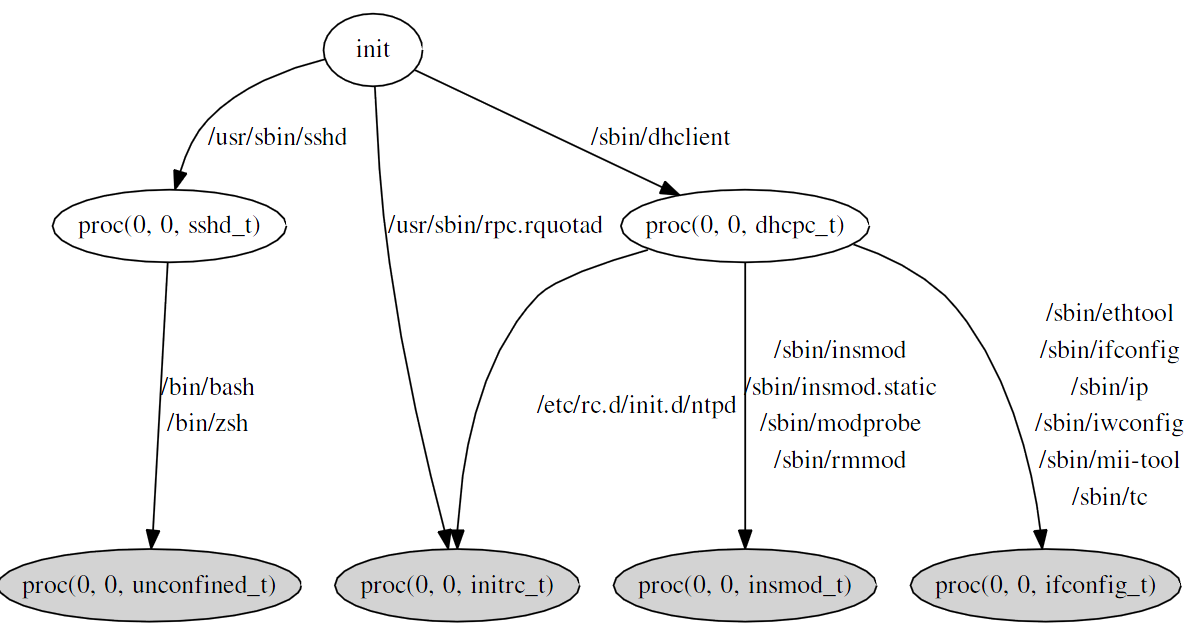 init
/usr/sbin/sshd
/sbin/dhclient
proc(0, 0, sshd_t)
/usr/sbin/rpc.rquotad
proc(0, 0, dhcpc_t)
/bin/bash
/bin/zsh
/etc/rc.d/init.d/ntpd
/sbin/insmod
/sbin/insmod.static
/sbin/modprobe
/sbin/rmmod
/sbin/ethtool
/sbin/ifconfig
/sbin/ip
/sbin/iwconfig
/sbin/mii-tool
/sbin/tc
proc(0, 0, unconfined_t)
proc(0, 0, initrc_t)
proc(0, 0, insmod_t)
proc(0, 0, ifconfig_t)